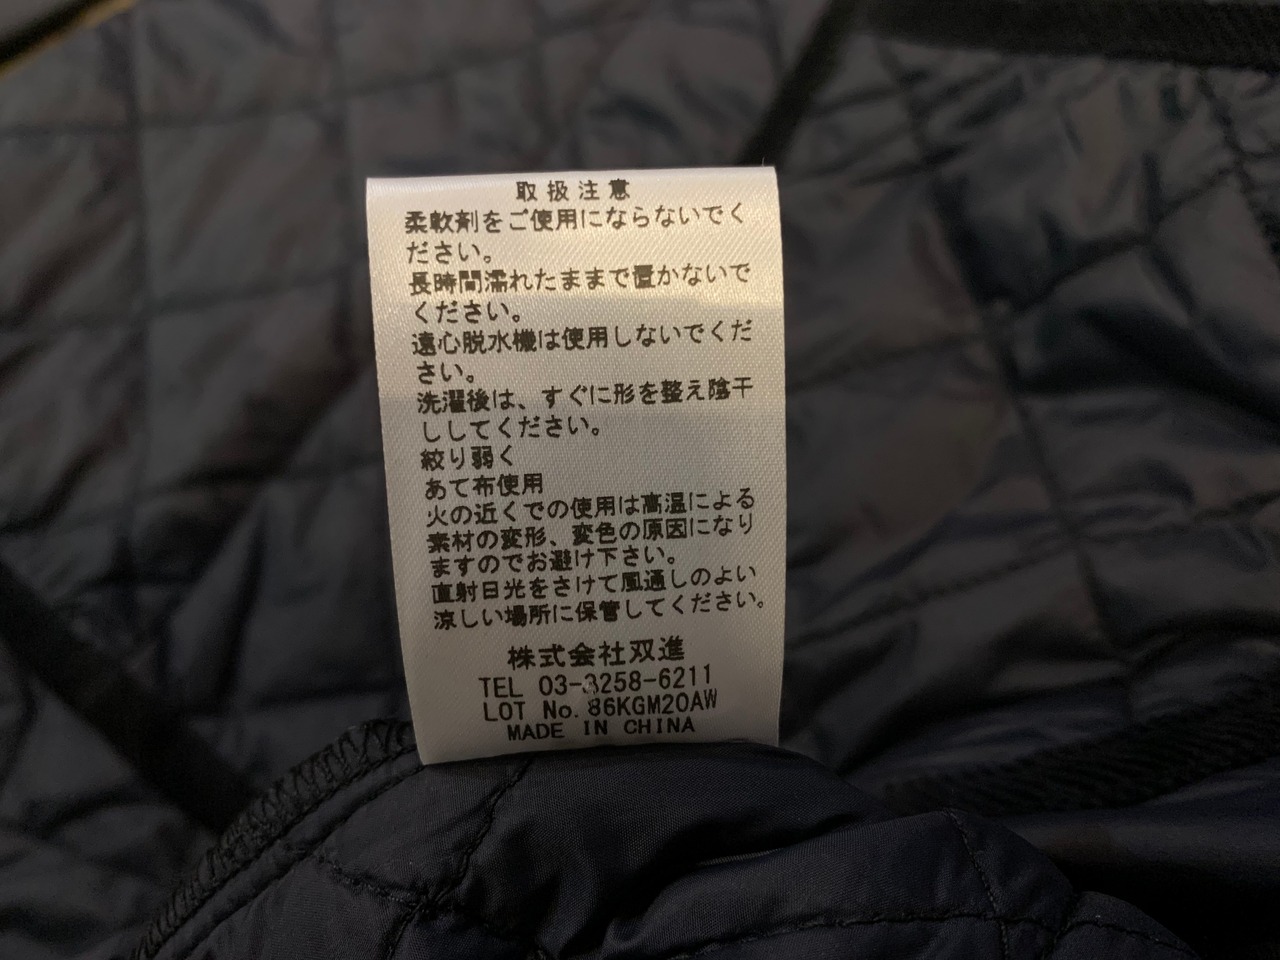 取扱注意
柔軟剤をご使用にならないでく
ださい。
長時間濡れたままで置かないで
ください。
遠心脱水機は使用しないでくだ
さい。
洗濯後は、すぐに形を整え陰干
ししてください。
絞り弱く
あて布使用
火の近くでの使用は高温による
素材の変形、変色の原因になり
ますのでお避け下さい。
直射日光をさけて風通しのよい
涼しい場所に保管してください。
株式会社双進
TEL 03-3258-6211
LOT No. 86KGM20AW
MADE IN CHINA